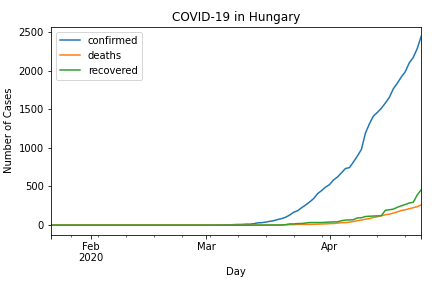 COVID-19 in Hungary
confirmed
deaths
recovered
Number of Cases
2500
2000
1500
1000
500
0
Feb
2020
Mar
Apr
Day